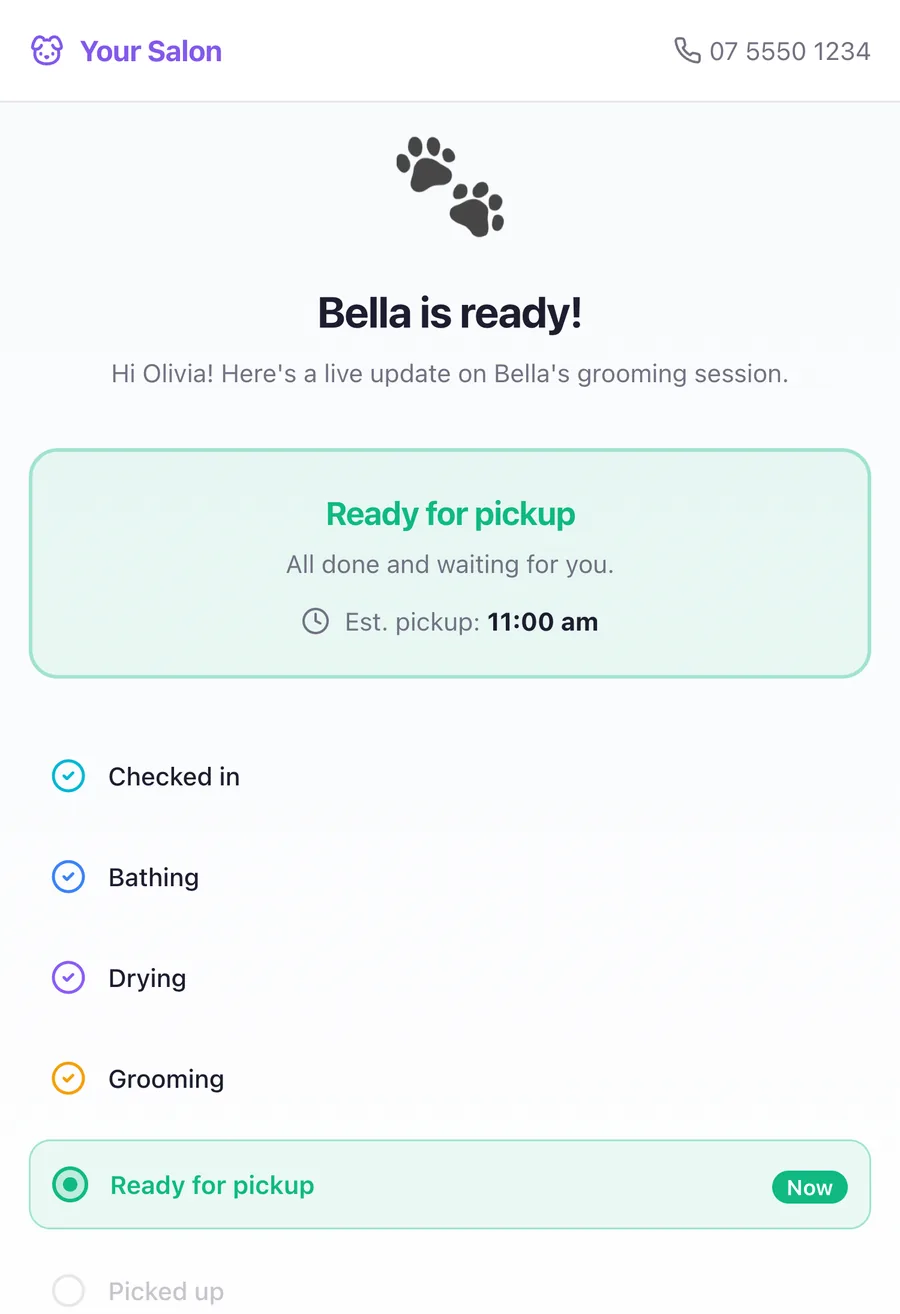 Your Salon
07 5550 1234
Bella is ready!
Hi Olivia! Here's a live update on Bella's grooming session.
Ready for pickup
All done and waiting for you.
Est. pickup: 11:00 am
Checked in
Bathing
Drying
Grooming
Ready for pickup
Now
Picked up